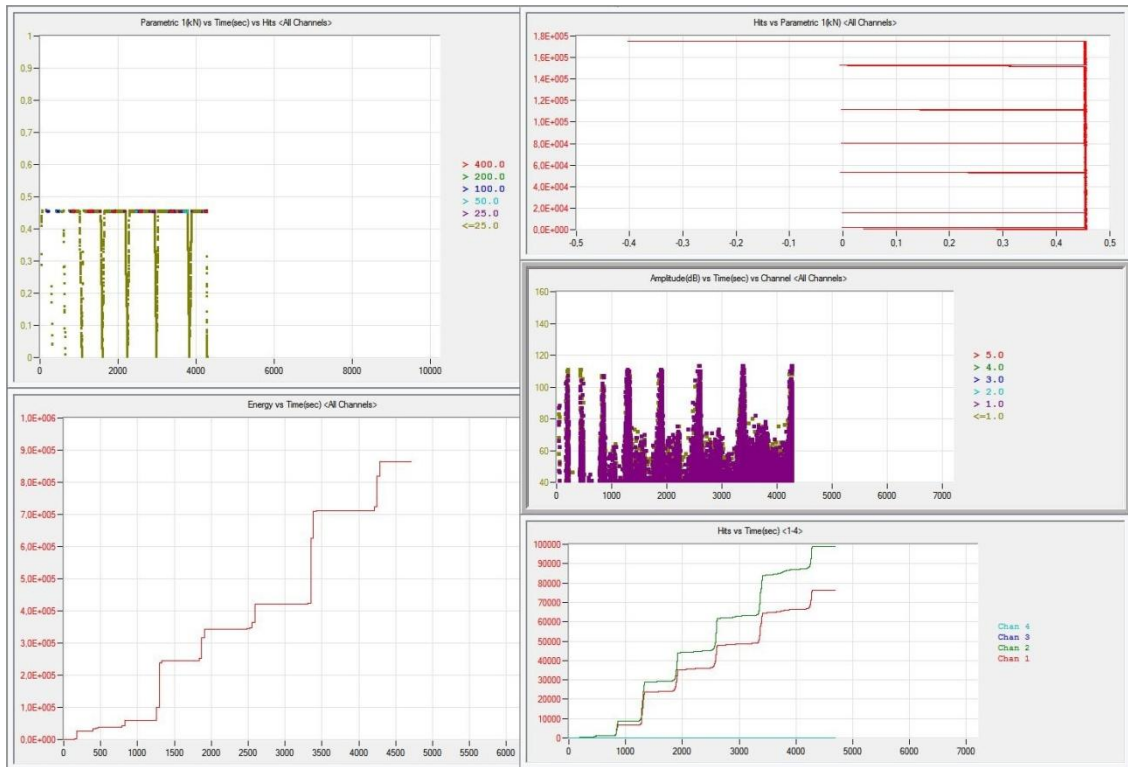 Parametric 1(kN) vs Time(sec) vs Hits <All Channels>
1
0,9
0,8
0,7
0,6
0,5
0,4
0,3
0,2
0,1
0
0 2000 4000 6000 8000 10000
> 400.0
> 200.0
> 100.0
> 50.0
> 25.0
<=25.0
Hits vs Parametric 1(kN) <All Channels>
1,8E+005
1,6E+005
1,4E+005
1,2E+005
1,0E+005
8,0E+004
6,0E+004
4,0E+004
2,0E+004
0,0E+000
-0,5 -0,4 -0,3 -0,2 -0,1 0 0,1 0,2 0,3 0,4 0,5
Amplitude(dB) vs Time(sec) vs Channel <All Channels>
160
140
120
100
80
60
40
0 1000 2000 3000 4000 5000 6000 7000
> 5.0
> 4.0
> 3.0
> 2.0
> 1.0
<=1.0
Energy vs Time(sec) <All Channels>
1,0E+006
9,0E+005
8,0E+005
7,0E+005
6,0E+005
5,0E+005
4,0E+005
3,0E+005
2,0E+005
1,0E+005
0,0E+000
0 500 1000 1500 2000 2500 3000 3500 4000 4500 5000 5500 6000
Hits vs Time(sec) <1-4>
100000
90000
80000
70000
60000
50000
40000
30000
20000
10000
0
0 1000 2000 3000 4000 5000 6000 7000
Chan 4
Chan 3
Chan 2
Chan 1